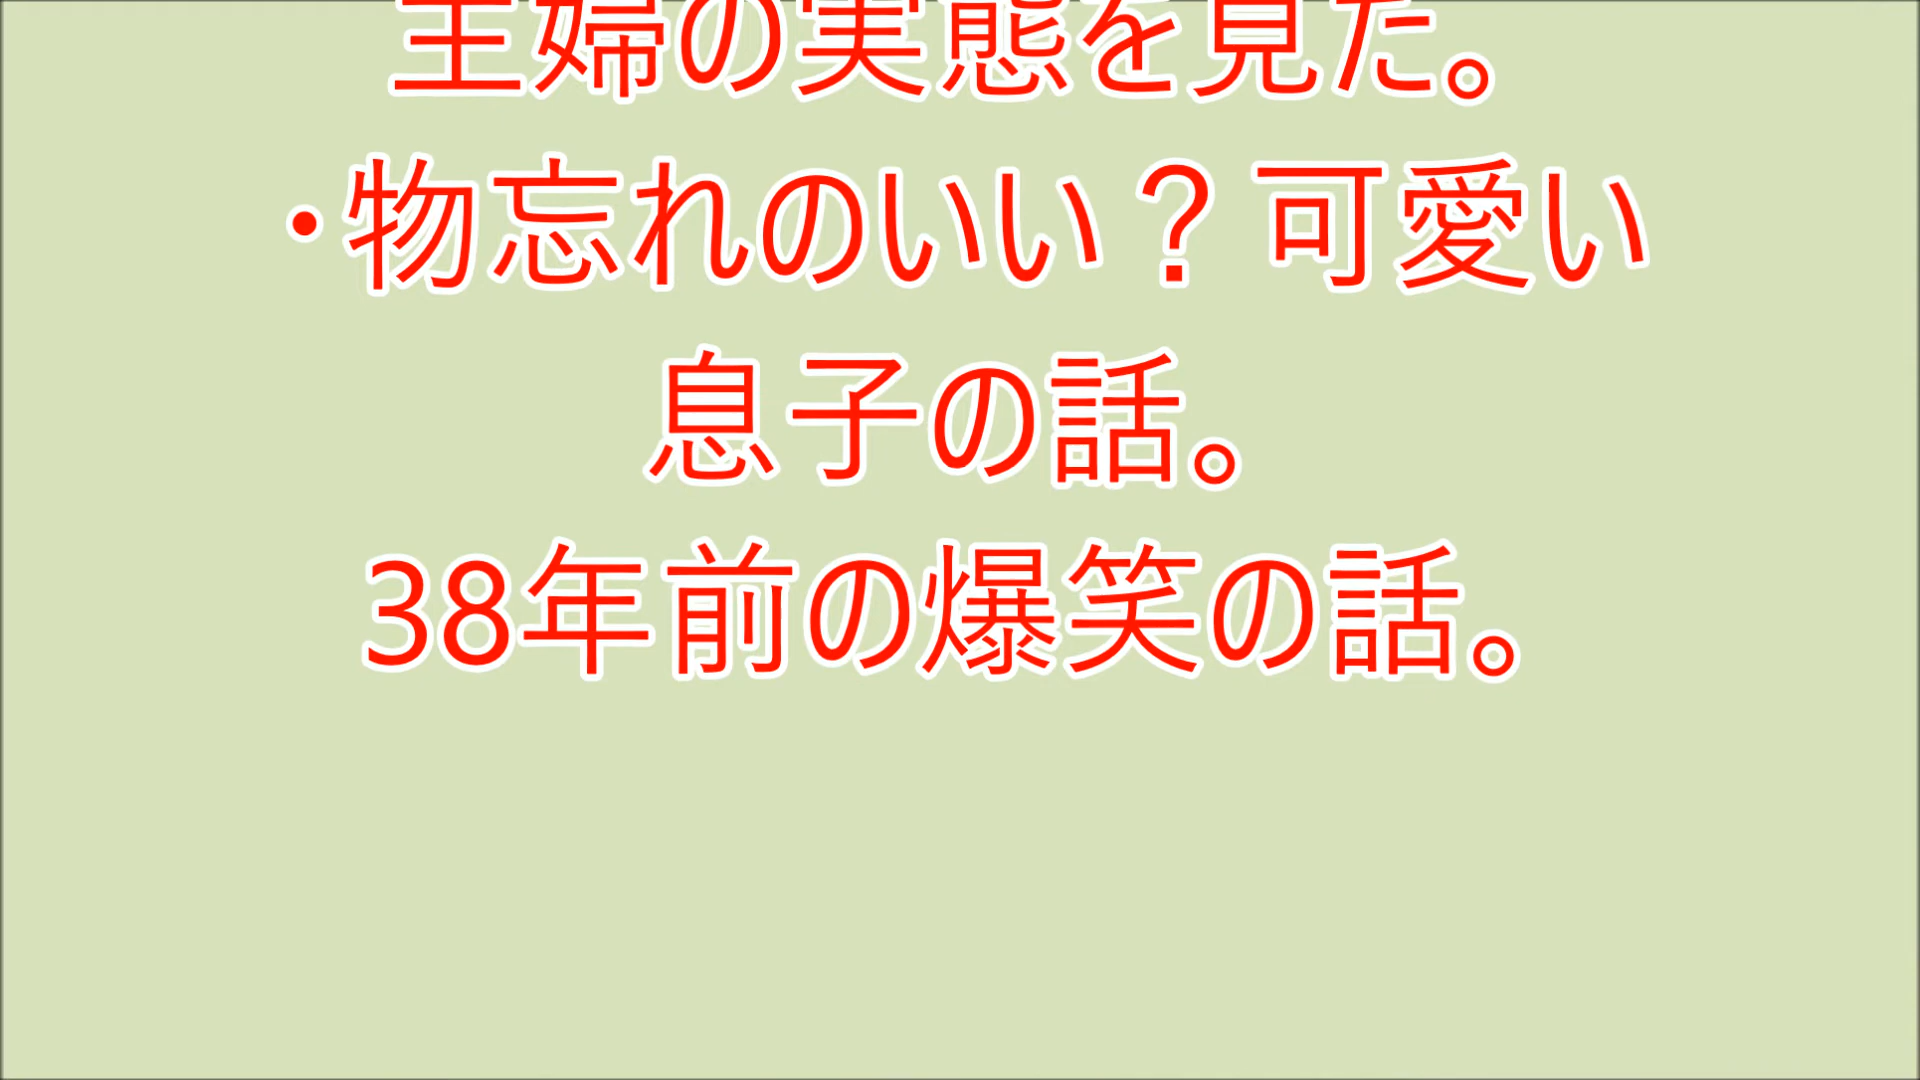 主婦の実態を見た。
・物忘れのいい？可愛い
息子の話。
38年前の爆笑の話。